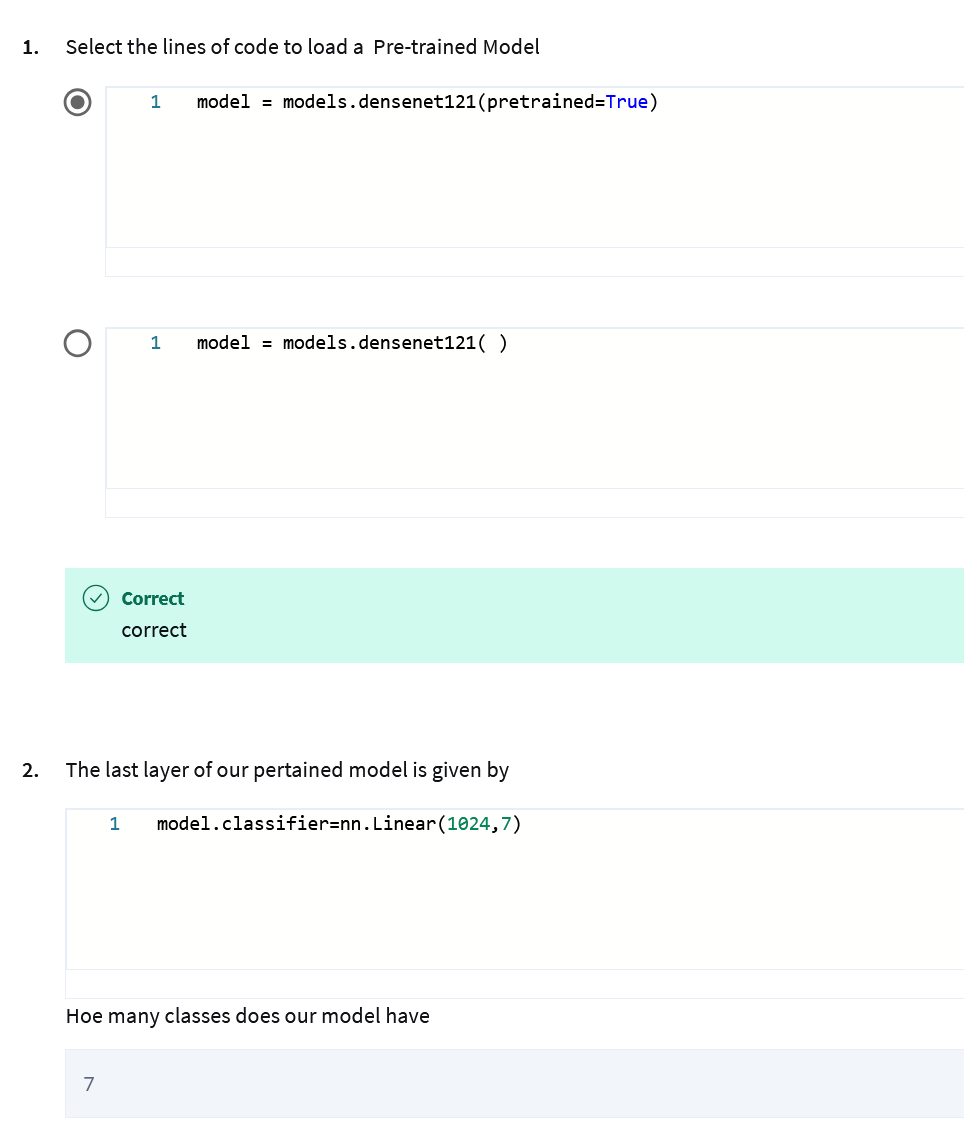 1. Select the lines of code to load a  Pre-trained Model
1 model = models.densenet121(pretrained=True)
1 model = models.densenet121( )
Correct
correct
2. The last layer of our pertained model is given by
1 model.classifier=nn.Linear(1024,7)
Hoe many classes does our model have
7